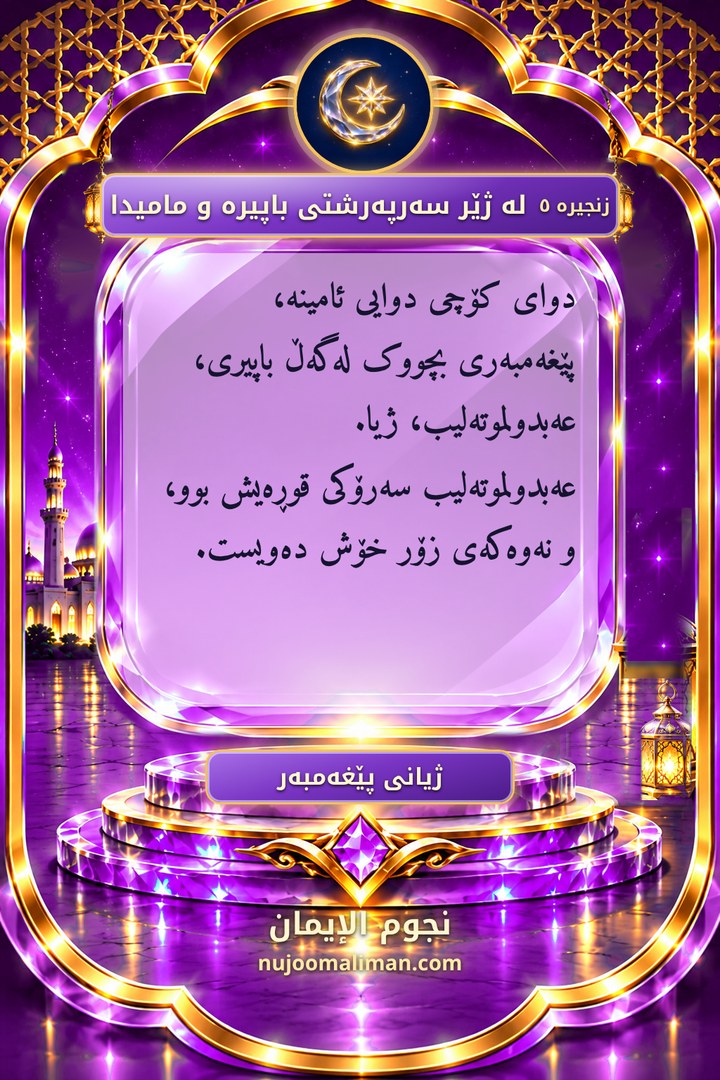 زنجیرە ٥ لە ژێر سەرپەرشتی باپیرە و مامیدا
دوای کۆچی دوایی ئامینە،
پێغەمبەری بچووک لەگەڵ باپیری،
عەبدولموتەلیب، ژیا.
عەبدولموتەلیب سەرۆکی قوڕەیش بوو،
و نەوەکەی زۆر خۆش دەویست.
ژیانی پێغەمبەر
نجوم الإيمان
nujoomaliman.com